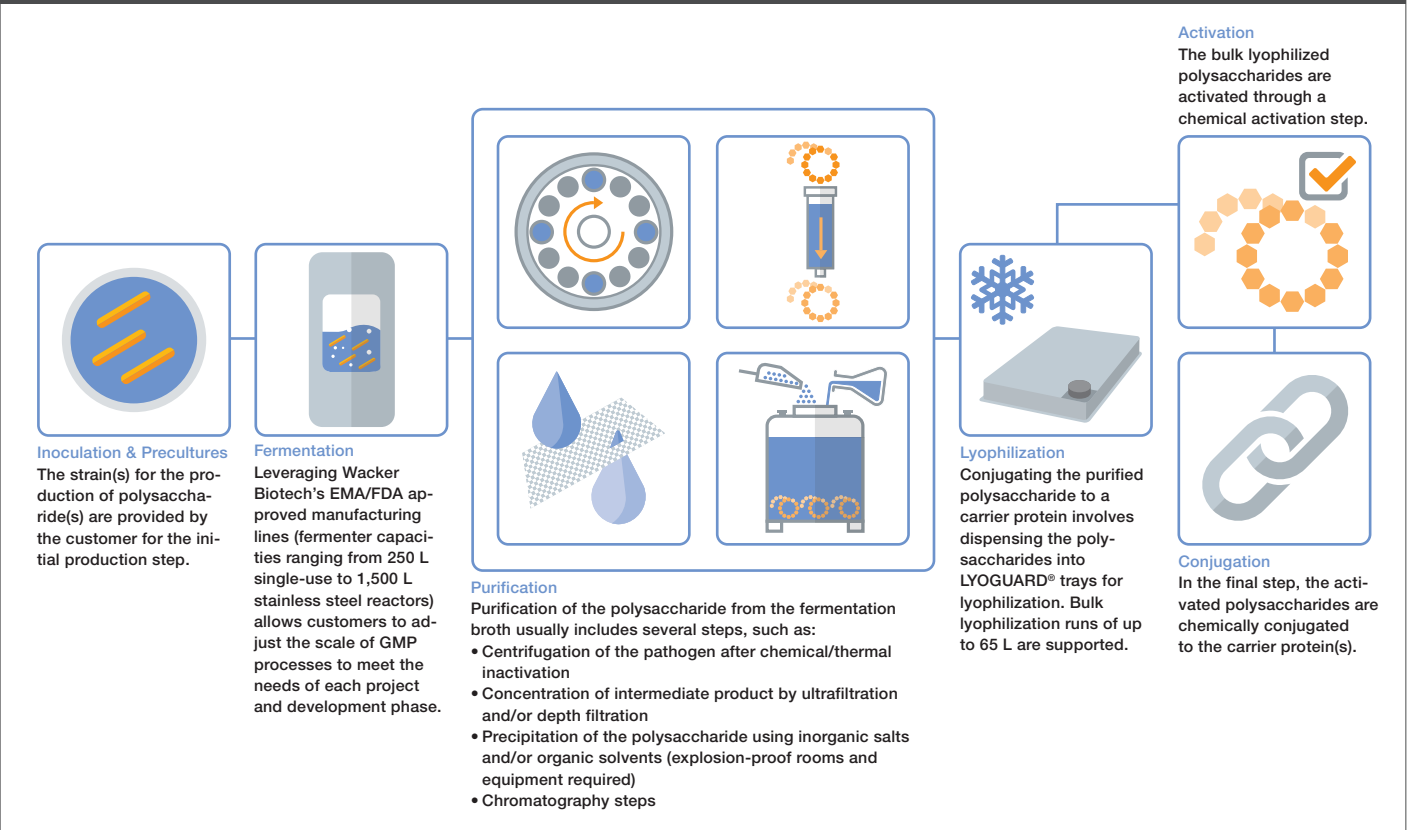 Inoculation & Precultures
The strain(s) for the pro-
duction of polysaccha-
ride(s) are provided by
the customer for the ini-
tial production step.
Fermentation
Leveraging Wacker
Biotech's EMA/FDA ap-
proved manufacturing
lines (fermenter capaci-
ties ranging from 250 L
single-use to 1,500 L
stainless steel reactors)
allows customers to ad-
just the scale of GMP
processes to meet the
needs of each project
and development phase.
Purification
Purification of the polysaccharide from the fermentation
broth usually includes several steps, such as:
• Centrifugation of the pathogen after chemical/thermal
inactivation
• Concentration of intermediate product by ultrafiltration
and/or depth filtration
• Precipitation of the polysaccharide using inorganic salts
and/or organic solvents (explosion-proof rooms and
equipment required)
• Chromatography steps
Lyophilization
Conjugating the purified
polysaccharide to a
carrier protein involves
dispensing the poly-
saccharides into
LYOGUARD® trays for
lyophilization. Bulk
lyophilization runs of up
to 65 L are supported.
Activation
The bulk lyophilized
polysaccharides are
activated through a
chemical activation step.
Conjugation
In the final step, the acti-
vated polysaccharides are
chemically conjugated
to the carrier protein(s).